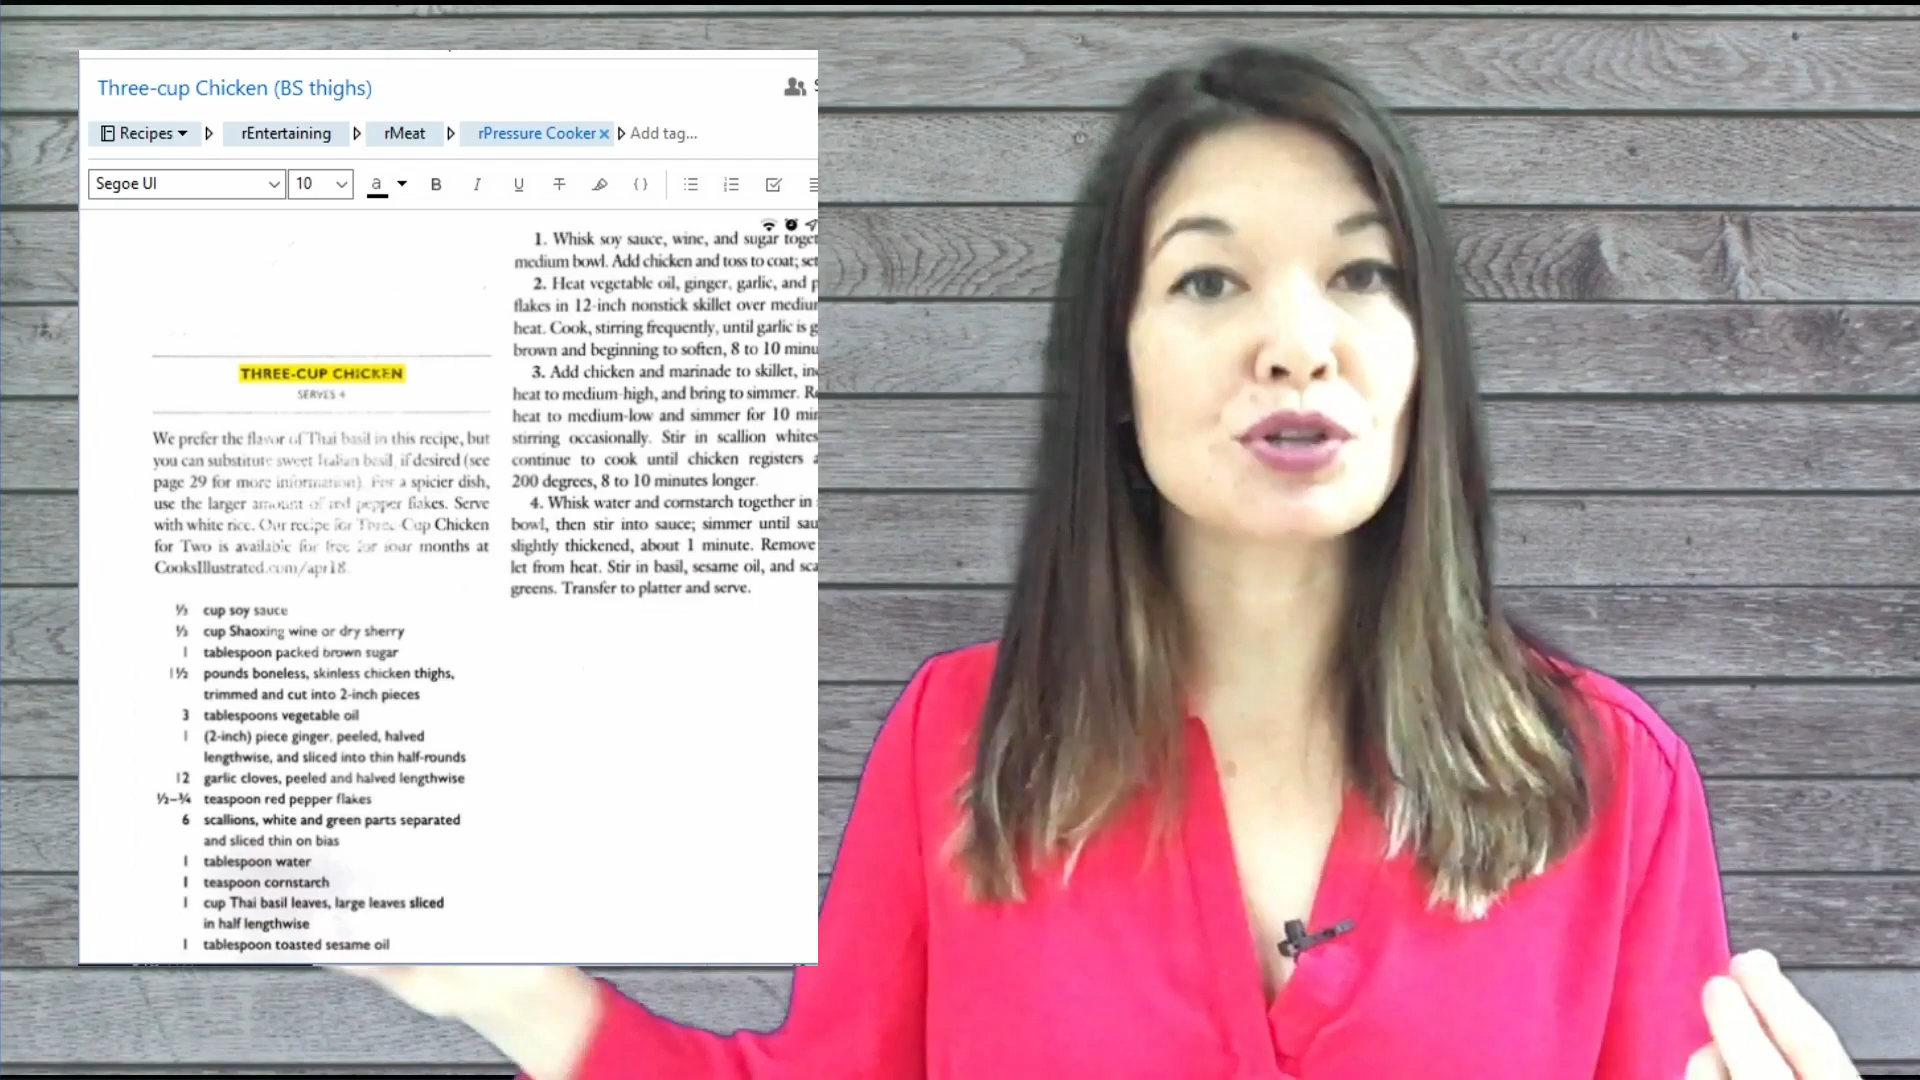 Three-cup Chicken (BS thighs)
Recipes rEntertaining rMeat rPressure Cooker × Add tag...
Segoe UI 10 a B I U T { }
THREE-CUP CHICKEN
SERVES 4
We prefer the flavor of Thai basil in this recipe, but
you can substitute sweet Italian basil, if desired (see
page 29 for more information). For a spicier dish,
use the larger amount of red pepper flakes. Serve
with white rice. Our recipe for Three-Cup Chicken
for Two is available for free for four months at
CooksIllustrated.com/apr18.
⅓ cup soy sauce
⅓ cup Shaoxing wine or dry sherry
1 tablespoon packed brown sugar
1½ pounds boneless, skinless chicken thighs,
trimmed and cut into 2-inch pieces
3 tablespoons vegetable oil
1 (2-inch) piece ginger, peeled, halved
lengthwise, and sliced into thin half-rounds
12 garlic cloves, peeled and halved lengthwise
½–¾ teaspoon red pepper flakes
6 scallions, white and green parts separated
and sliced thin on bias
1 tablespoon water
1 teaspoon cornstarch
1 cup Thai basil leaves, large leaves sliced
in half lengthwise
1 tablespoon toasted sesame oil
1. Whisk soy sauce, wine, and sugar toget
medium bowl. Add chicken and toss to coat; set
2. Heat vegetable oil, ginger, garlic, and p
flakes in 12-inch nonstick skillet over medium
heat. Cook, stirring frequently, until garlic is g
brown and beginning to soften, 8 to 10 minu
3. Add chicken and marinade to skillet, in
heat to medium-high, and bring to simmer. R
heat to medium-low and simmer for 10 min
stirring occasionally. Stir in scallion whites
continue to cook until chicken registers
200 degrees, 8 to 10 minutes longer.
4. Whisk water and cornstarch together in
bowl, then stir into sauce; simmer until sau
slightly thickened, about 1 minute. Remove
let from heat. Stir in basil, sesame oil, and sca
greens. Transfer to platter and serve.